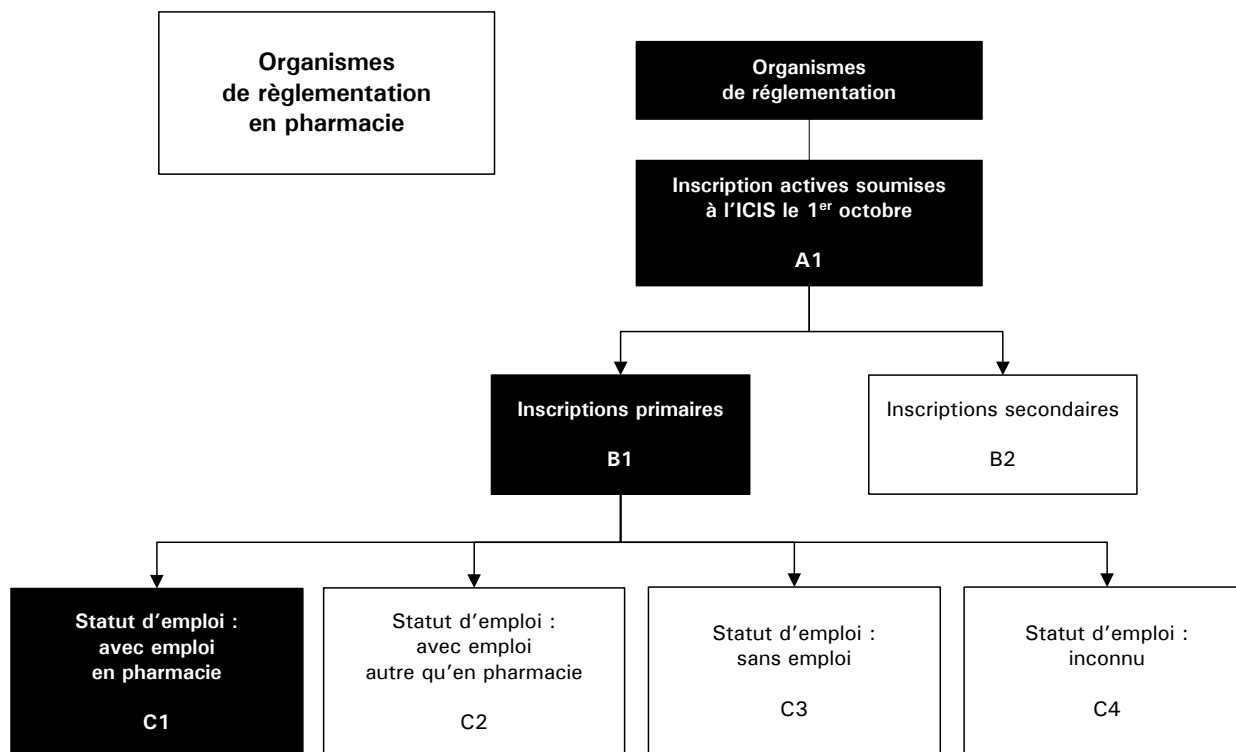 Organismes
de règlementation
en pharmacie
Organismes
de réglementation
Inscription actives soumises
à l'ICIS le 1er octobre
A1
Inscriptions primaires
B1
Inscriptions secondaires
B2
Statut d'emploi :
avec emploi
en pharmacie
C1
Statut d'emploi :
avec emploi
autre qu'en pharmacie
C2
Statut d'emploi :
sans emploi
C3
Statut d'emploi :
inconnu
C4